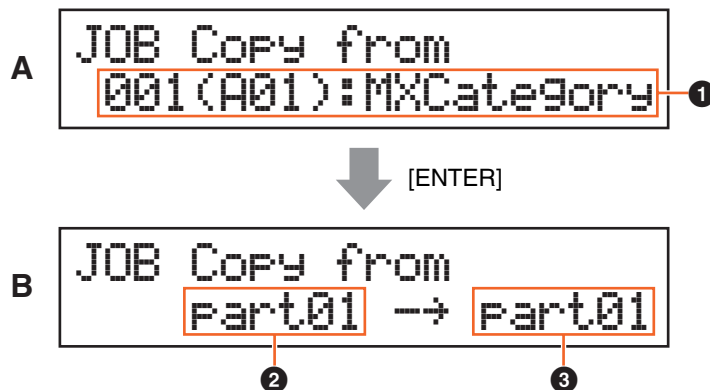 A
JOB Copy from
001(A01):MXCategory
1
[ENTER]
B
JOB Copy from
part01 → part01
2 3